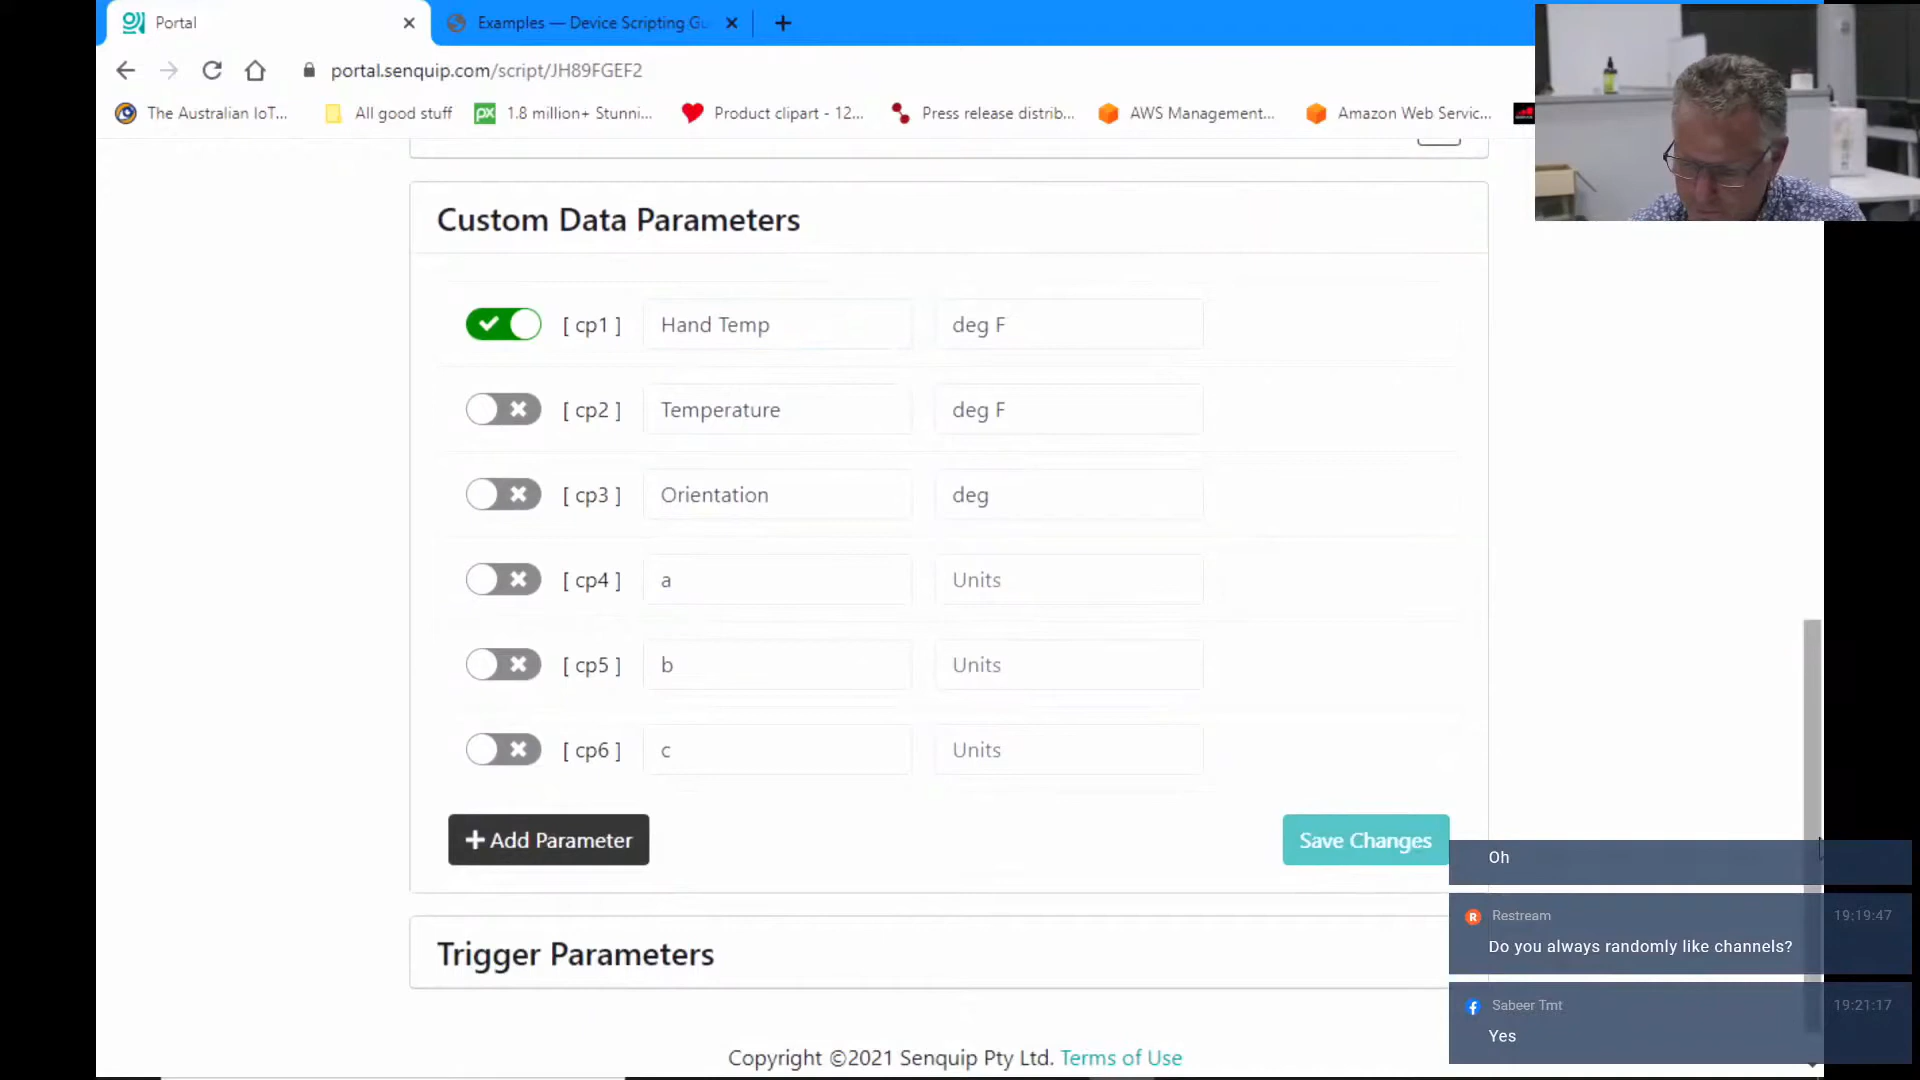 Portal
Examples — Device Scripting Gu
portal.senquip.com/script/JH89FGEF2
The Australian IoT...
All good stuff
px
1.8 million+ Stunni...
Product clipart - 12...
Press release distrib...
AWS Management...
Amazon Web Servic...
Custom Data Parameters
[ cp1 ] Hand Temp deg F
[ cp2 ] Temperature deg F
[ cp3 ] Orientation deg
[ cp4 ] a Units
[ cp5 ] b Units
[ cp6 ] c Units
+ Add Parameter
Save Changes
Trigger Parameters
Copyright ©2021 Senquip Pty Ltd. Terms of Use
Oh
R Restream 19:19:47
Do you always randomly like channels?
Sabeer Tmt 19:21:17
Yes